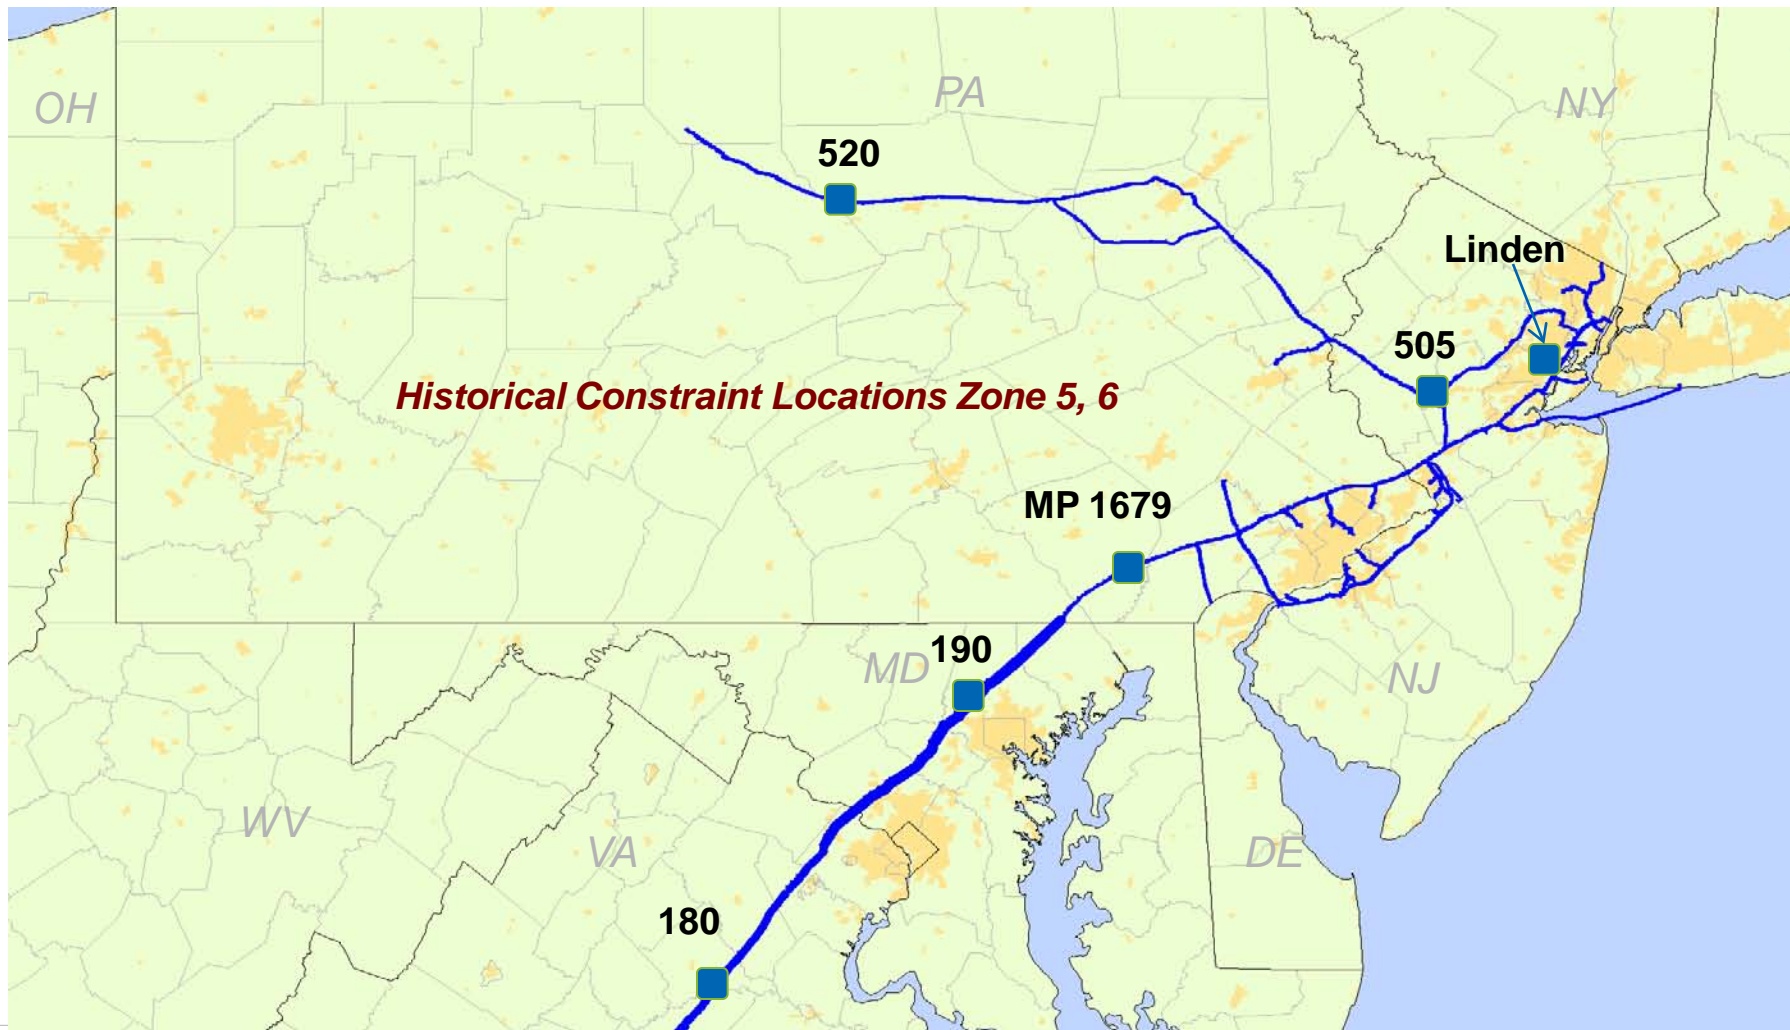 OH
PA
NY
520
Linden
505
Historical Constraint Locations Zone 5, 6
MP 1679
190
MD
NJ
WV
VA
DE
180